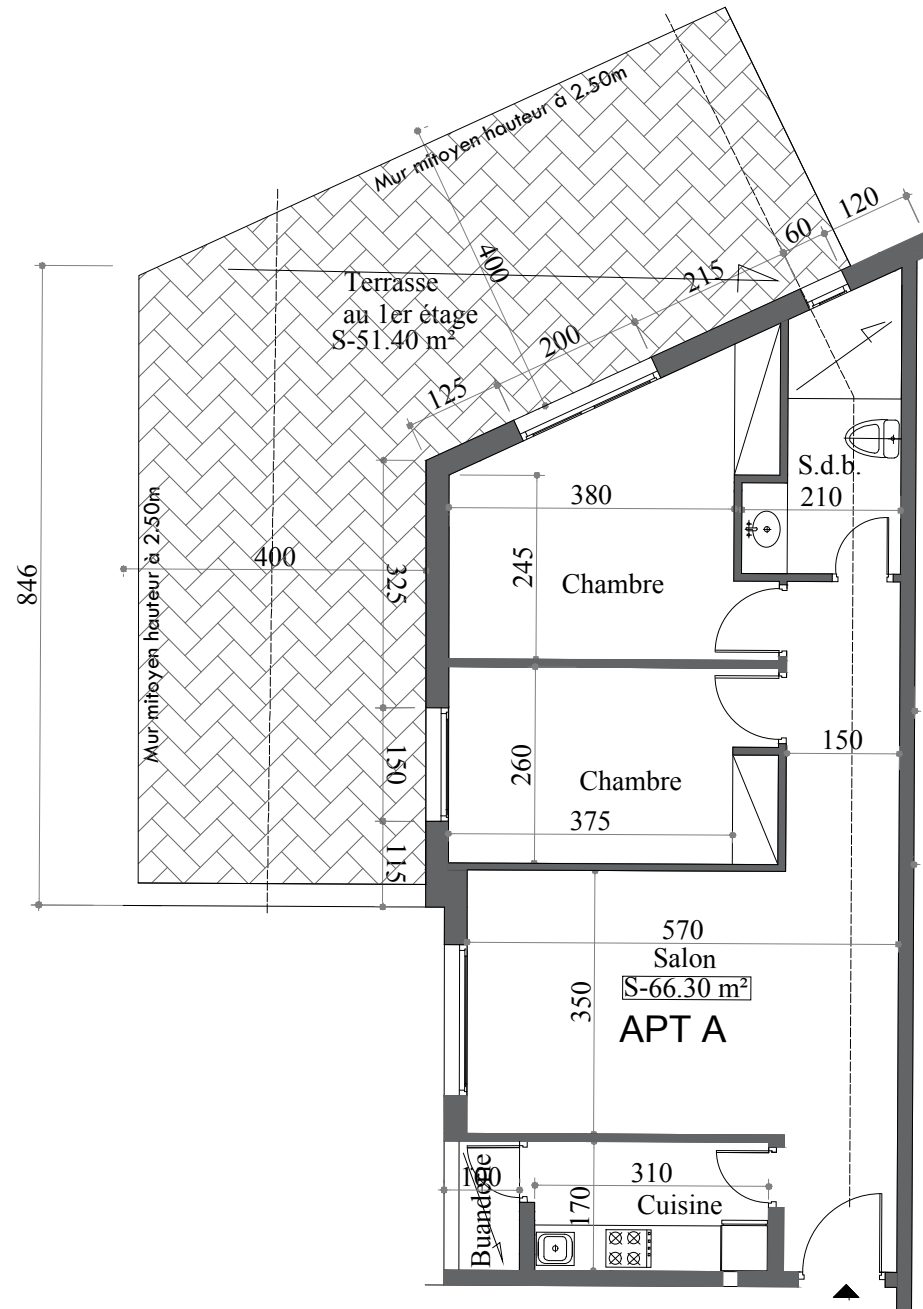 Mur mitoyen hauteur à 2.50m
120
60
215
400
Terrasse
au 1er étage
S-51.40 m²
200
125
S.d.b.
210
380
Mur mitoyen hauteur à 2.50m
400
325
245
846
Chambre
150
260
Chambre
150
375
115
570
Salon
S-66.30 m²
350
APT A
Buanderie
100
310
170
Cuisine